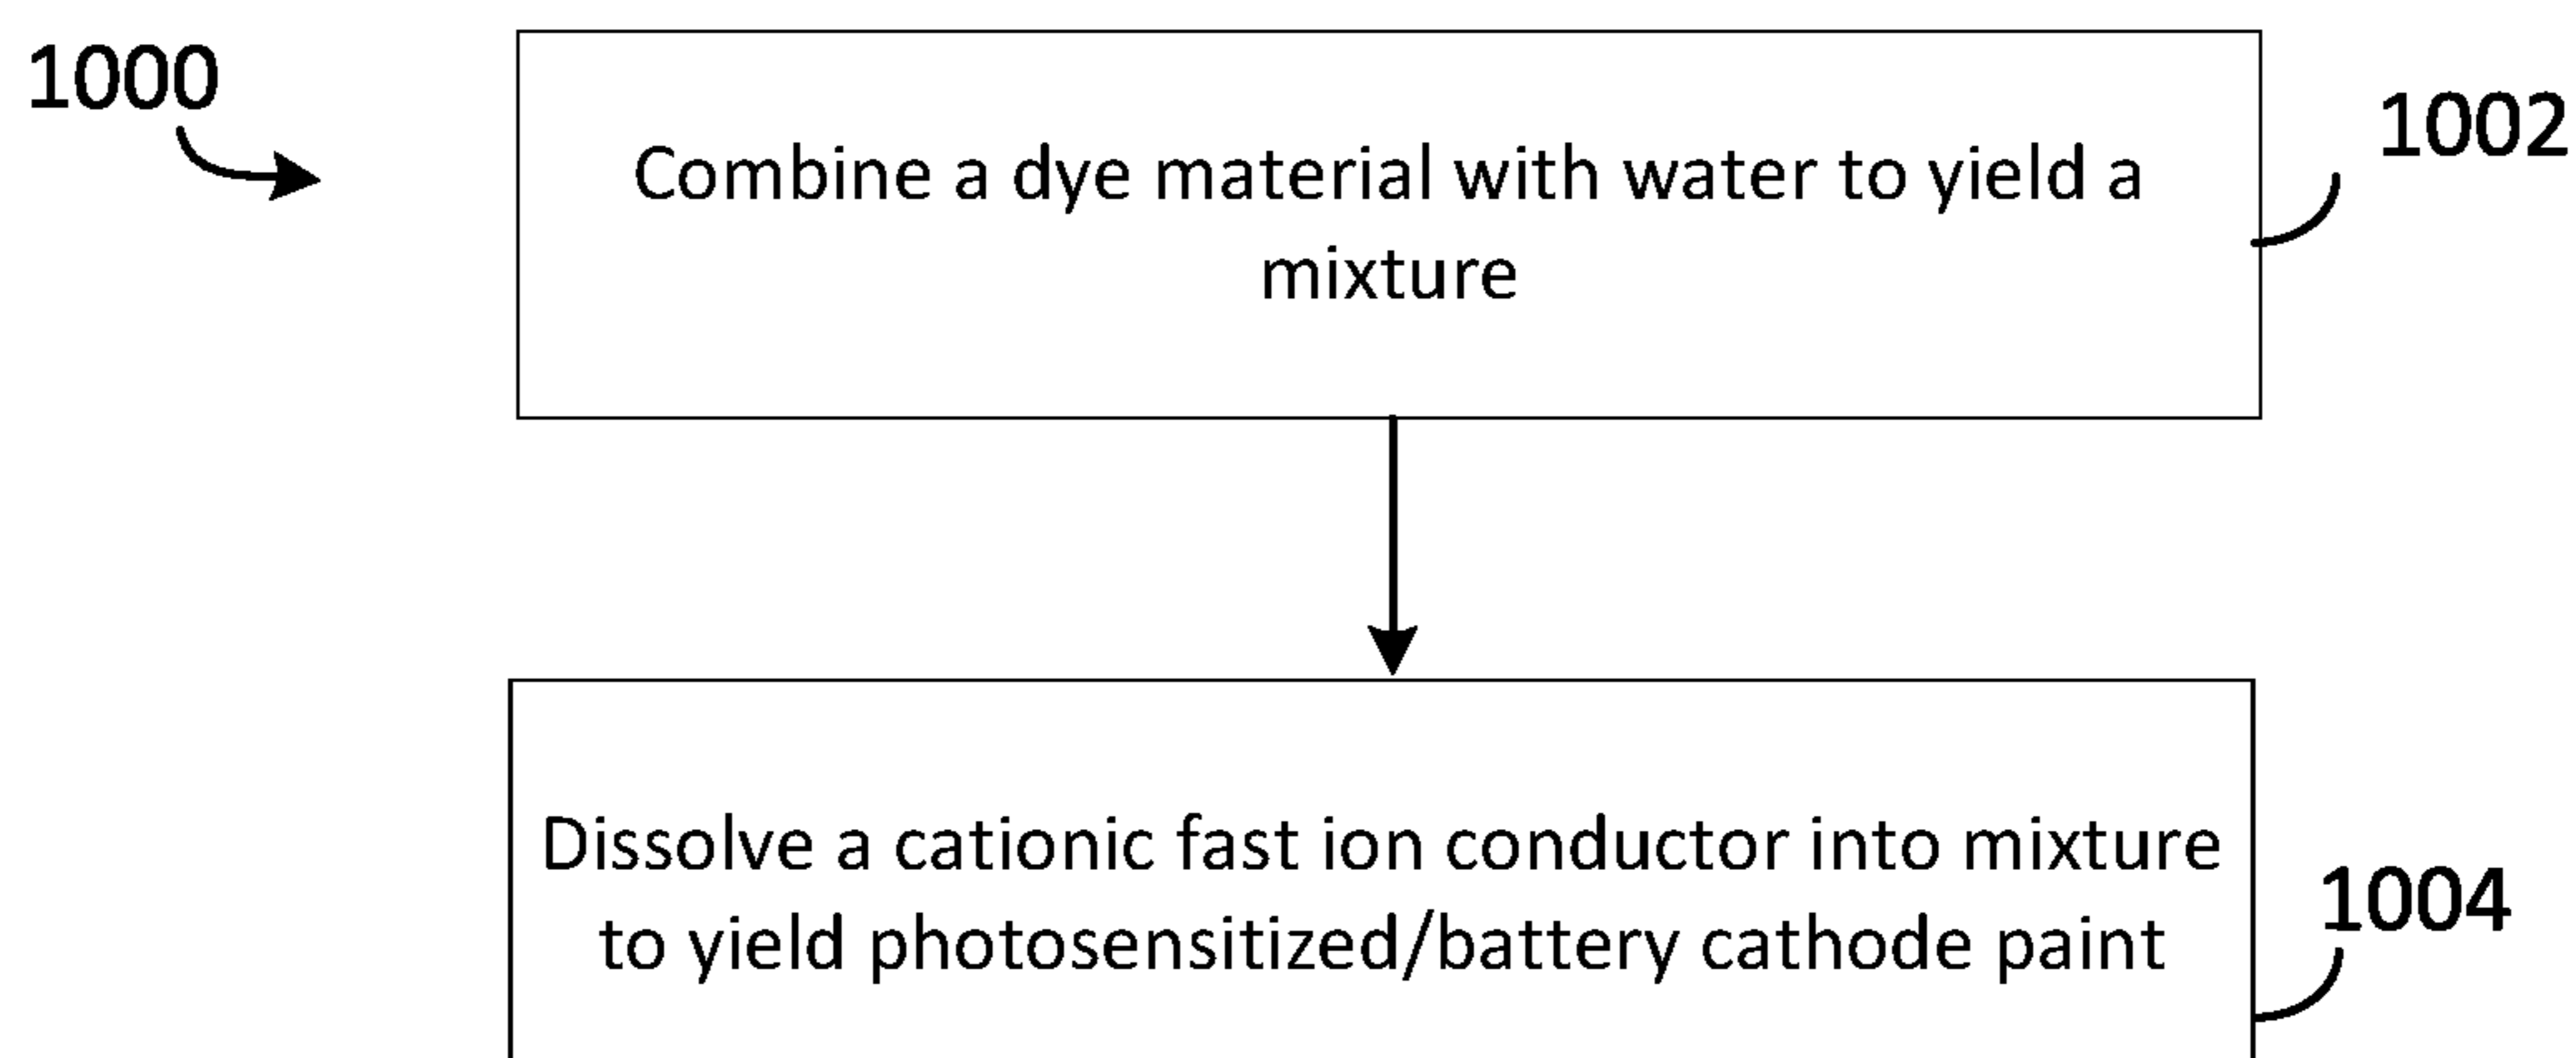 1000
Combine a dye material with water to yield a
mixture
1002
Dissolve a cationic fast ion conductor into mixture
to yield photosensitized/battery cathode paint
1004